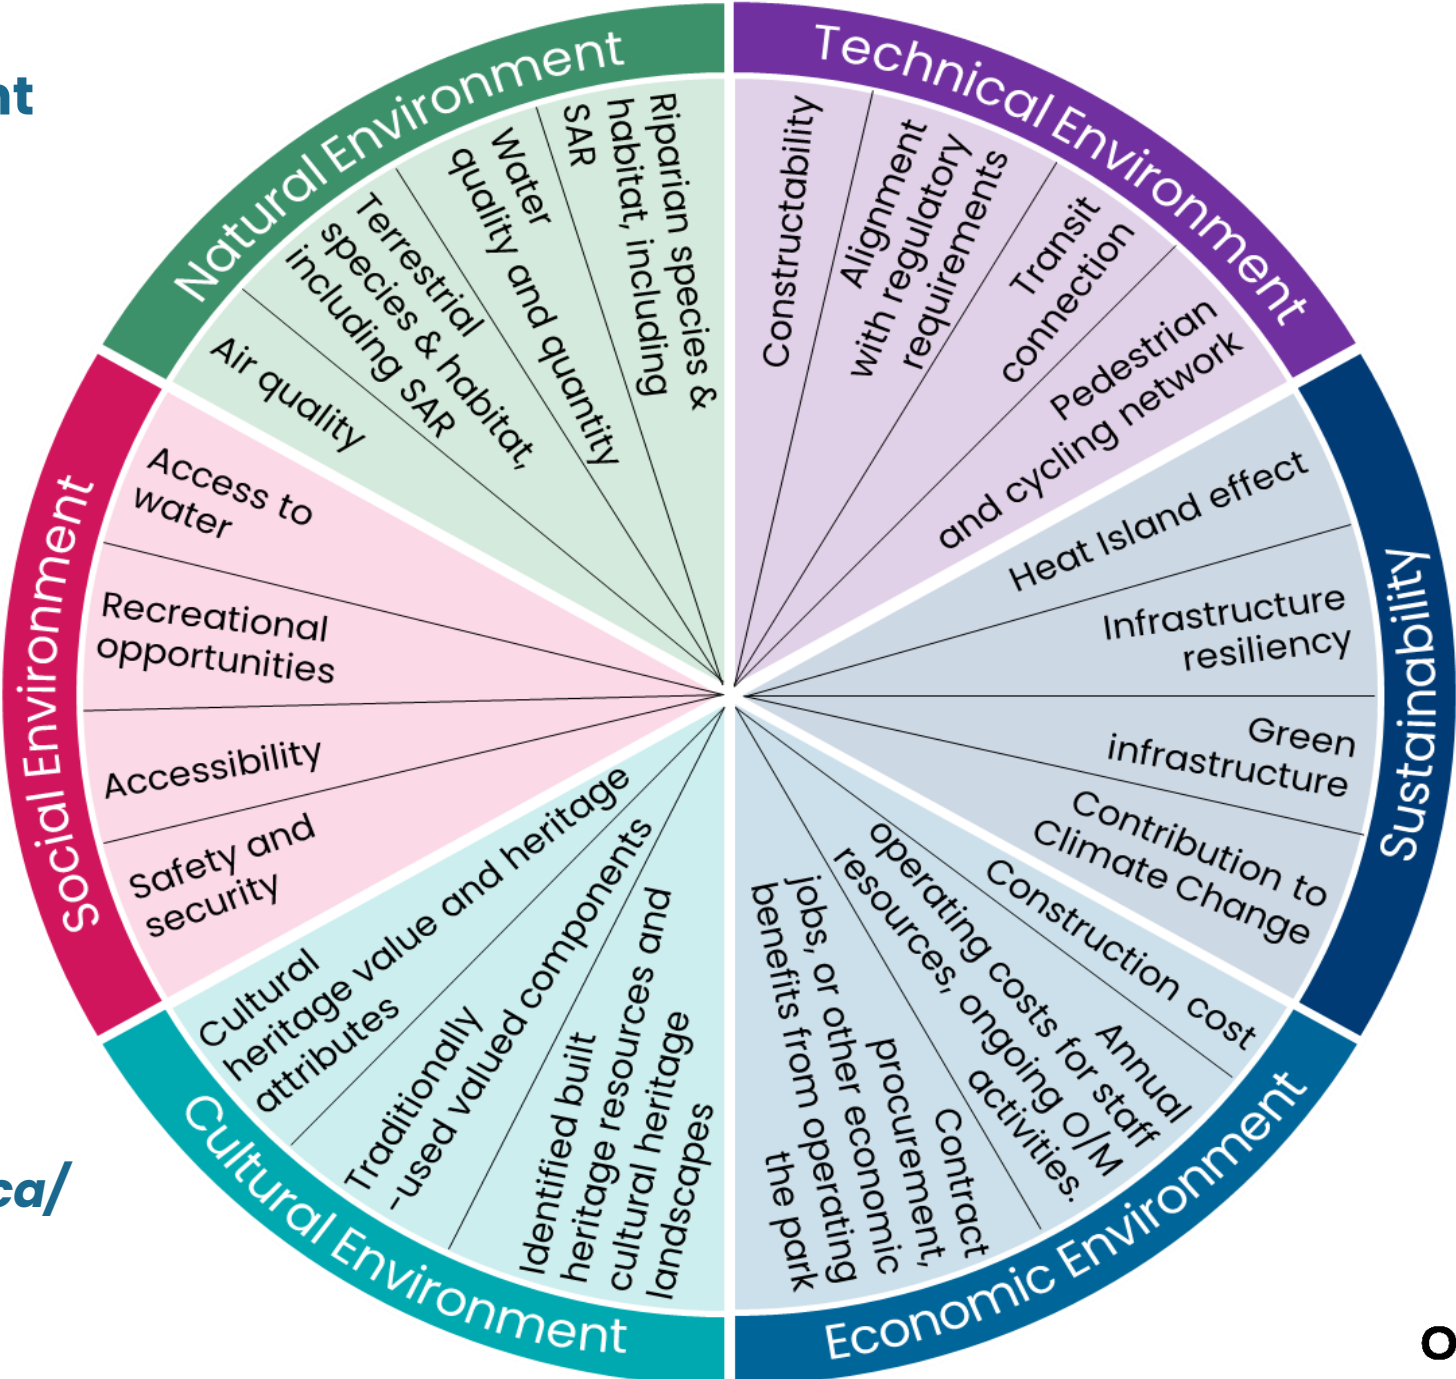 nt
Natural Environment
Riparian species &
habitat, including
SAR
Water
quality and quantity
Terrestrial
species & habitat,
including SAR
Air quality
Technical Environment
Constructability
Alignment
with regulatory
requirements
Transit
connection
Pedestrian
and cycling network
Sustainability
Heat Island effect
Infrastructure
resiliency
Green
infrastructure
Contribution to
Climate Change
Economic Environment
Construction cost
Annual
operating costs for staff
resources, ongoing O/M
activities.
Contract
procurement,
jobs, or other economic
benefits from operating
the park
Cultural Environment
Identified built
heritage resources and
cultural heritage
landscapes
Traditionally
-used valued components
Cultural
heritage value and heritage
attributes
Social Environment
Safety and
security
Accessibility
Recreational
opportunities
Access to
water
ca/
O